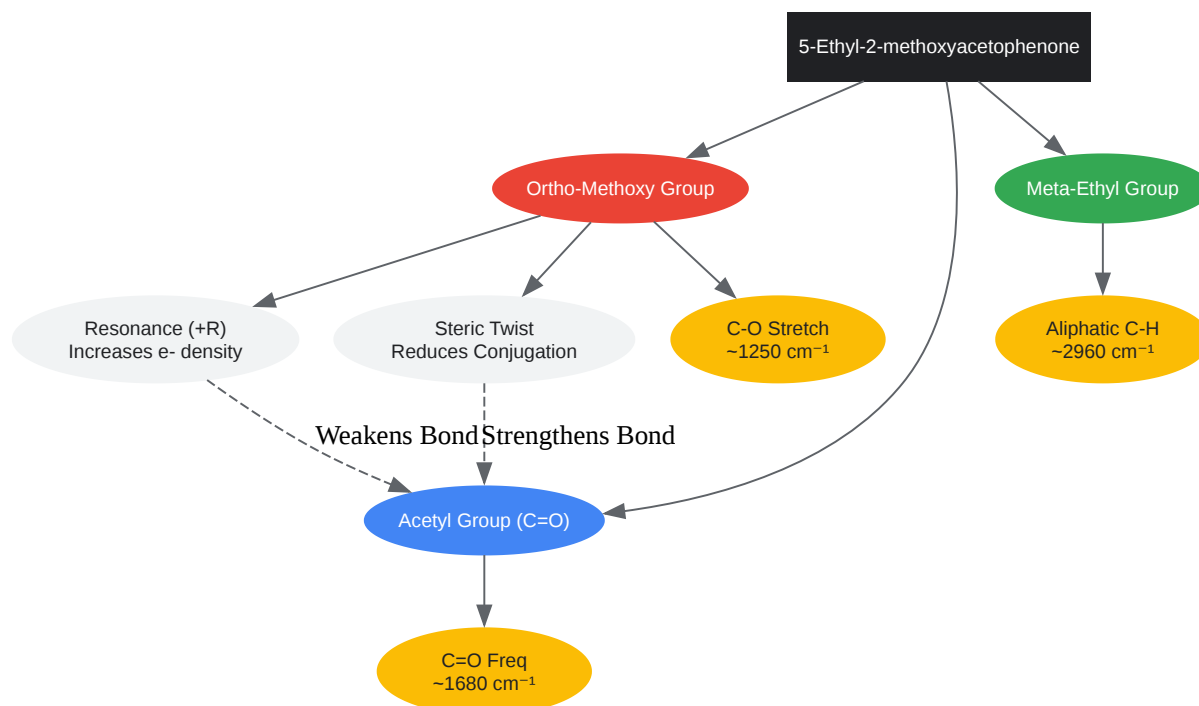 5-Ethyl-2-methoxyacetophenone
Ortho-Methoxy Group
Meta-Ethyl Group
Resonance (+R)
Increases e- density
Steric Twist
Reduces Conjugation
C-O Stretch
~1250 cm⁻¹
Aliphatic C-H
~2960 cm⁻¹
Weakens Bond
Strengthens Bond
Acetyl Group (C=O)
C=O Freq
~1680 cm⁻¹